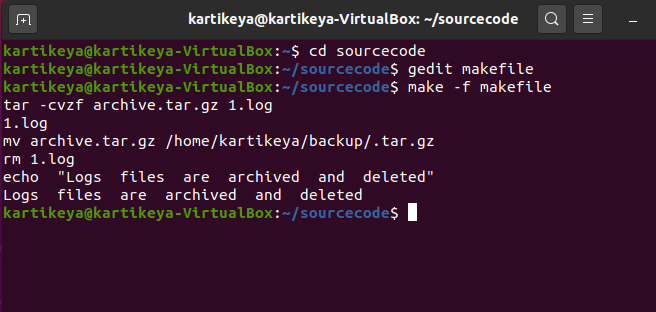 kartikeya@kartikeya-VirtualBox: ~/sourcecode
kartikeya@kartikeya-VirtualBox:~$ cd sourcecode
kartikeya@kartikeya-VirtualBox:~/sourcecode$ gedit makefile
kartikeya@kartikeya-VirtualBox:~/sourcecode$ make -f makefile
tar -cvzf archive.tar.gz 1.log
1.log
mv archive.tar.gz /home/kartikeya/backup/.tar.gz
rm 1.log
echo  "Logs  files  are  archived  and  deleted"
Logs  files  are  archived  and  deleted
kartikeya@kartikeya-VirtualBox:~/sourcecode$